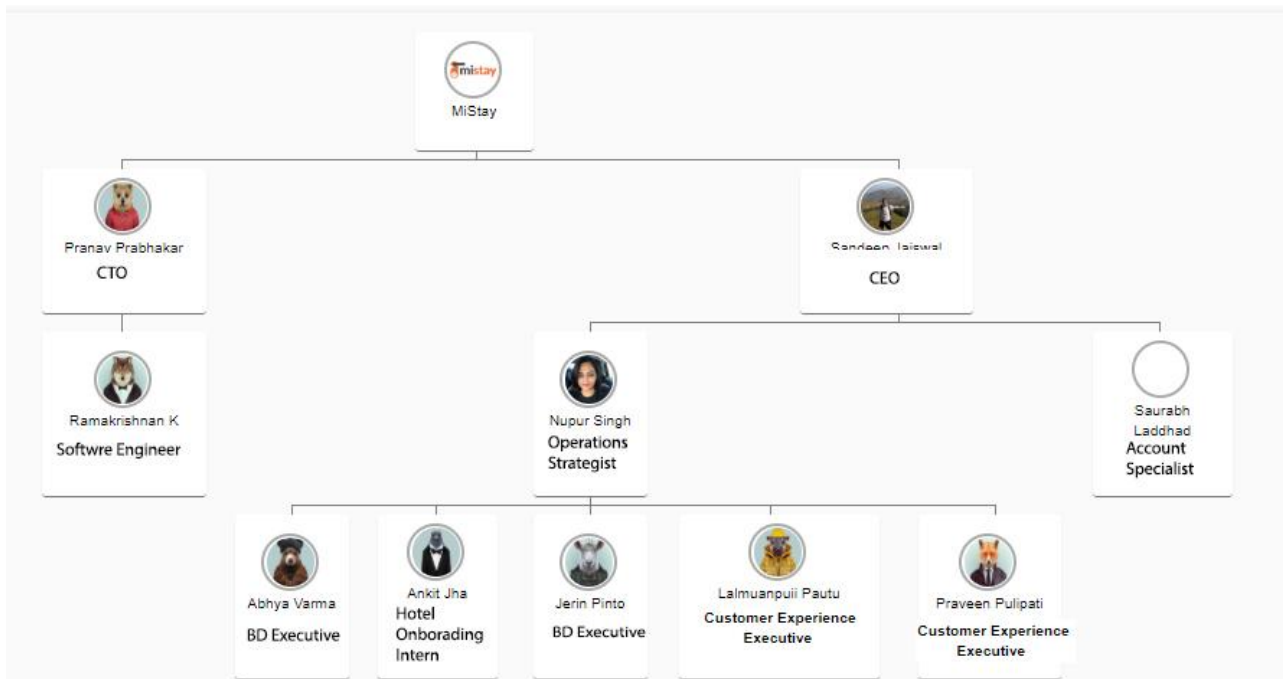 mistay
MiStay
Pranav Prabhakar
CTO
Sandeep Jaiswal
CEO
Ramakrishnan K
Softwre Engineer
Nupur Singh
Operations
Strategist
Saurabh
Laddhad
Account
Specialist
Abhya Varma
BD Executive
Ankit Jha
Hotel
Onborading
Intern
Jerin Pinto
BD Executive
Lalmuanpuii Pautu
Customer Experience
Executive
Praveen Pulipati
Customer Experience
Executive